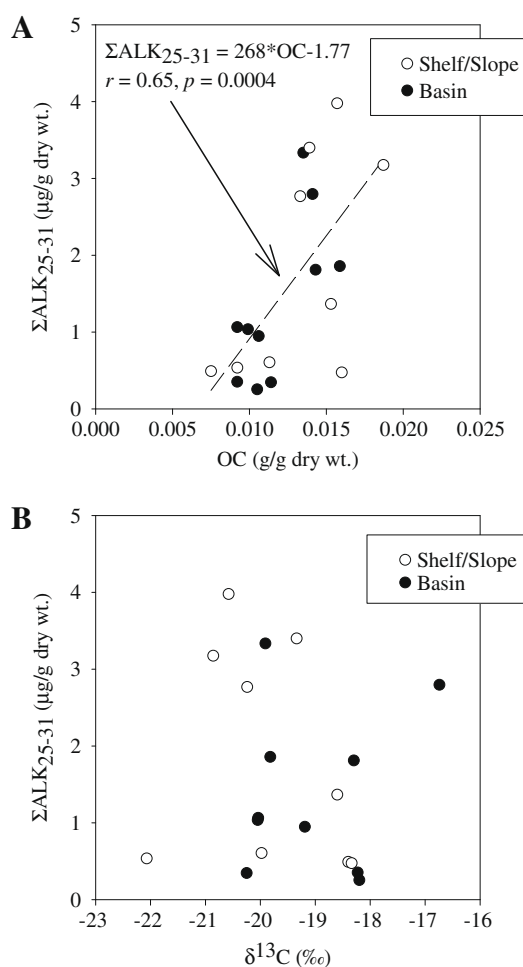 A
ΣALK25-31 = 268*OC-1.77
r = 0.65, p = 0.0004
Shelf/Slope
Basin
5
4
3
2
1
0
ΣALK25-31 (μg/g dry wt.)
0.000 0.005 0.010 0.015 0.020 0.025
OC (g/g dry wt.)
B
Shelf/Slope
Basin
5
4
3
2
1
0
ΣALK25-31 (μg/g dry wt.)
-23 -22 -21 -20 -19 -18 -17 -16
δ13C (‰)